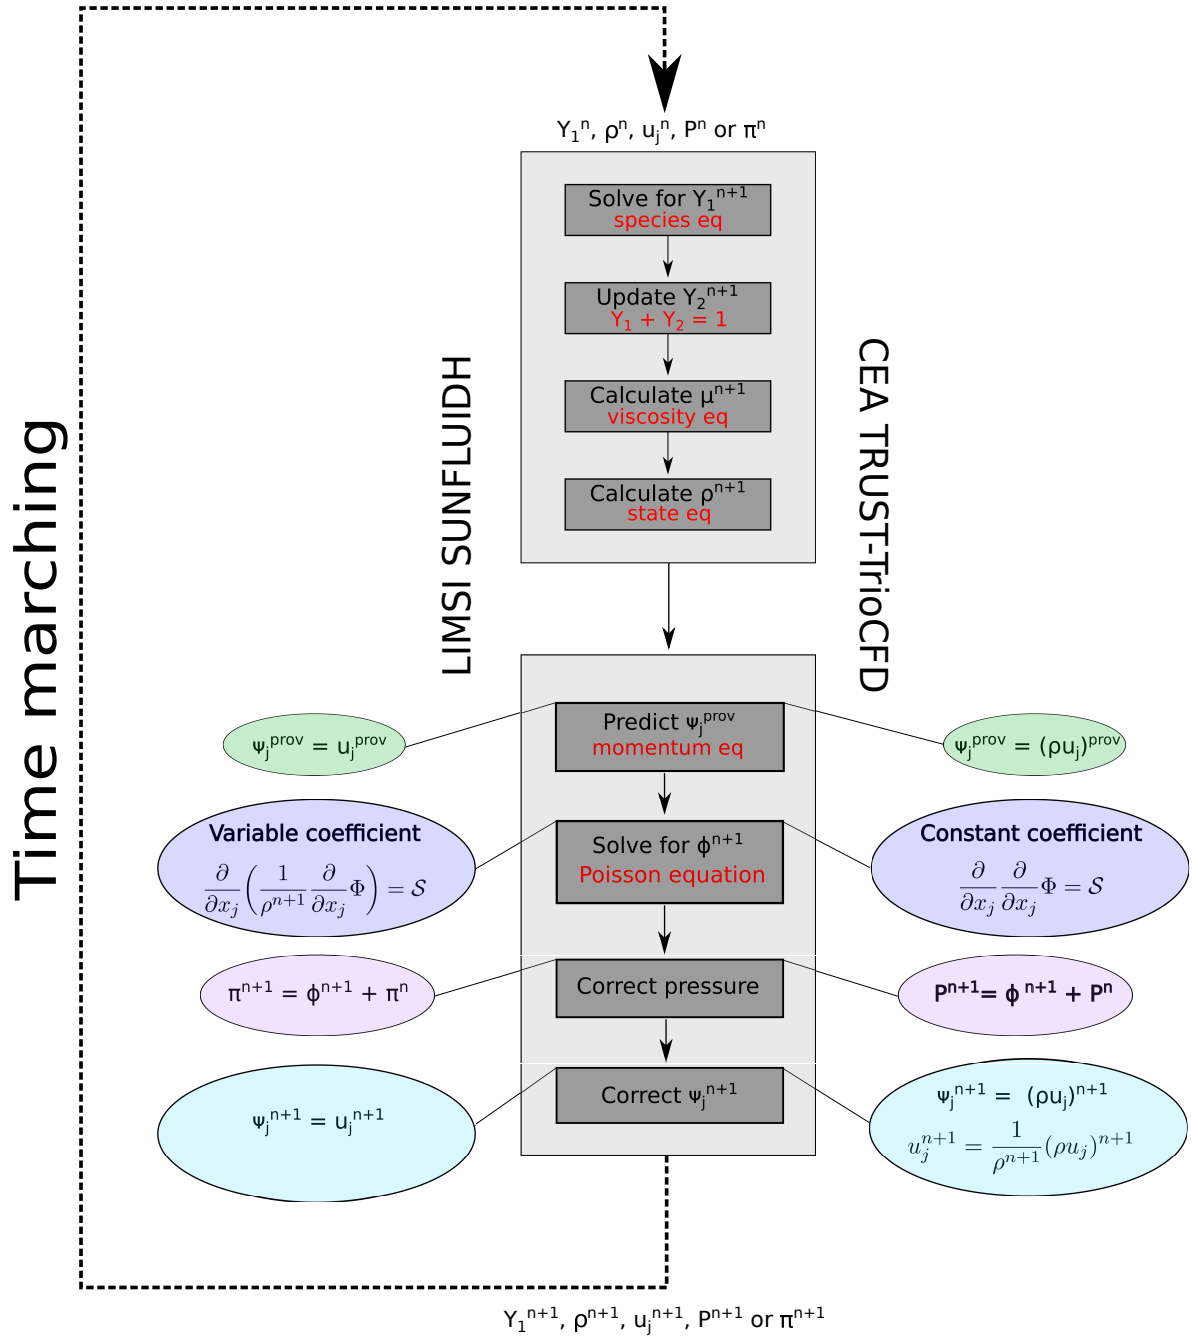 Y₁ⁿ, ρⁿ, uⱼⁿ, Pⁿ or πⁿ
Solve for Y₁ⁿ⁺¹
species eq
Update Y₂ⁿ⁺¹
Y₁ + Y₂ = 1
Calculate μⁿ⁺¹
viscosity eq
Calculate ρⁿ⁺¹
state eq
Time marching
LIMSI SUNFLUIDH
CEA TRUST-TrioCFD
Predict ψⱼᵖʳᵒᵛ
momentum eq
ψⱼᵖʳᵒᵛ = uⱼᵖʳᵒᵛ
ψⱼᵖʳᵒᵛ = (ρuⱼ)ᵖʳᵒᵛ
Solve for ϕⁿ⁺¹
Poisson equation
Variable coefficient
∂/∂xⱼ (1/ρⁿ⁺¹ ∂/∂xⱼ Φ) = 𝒮
Constant coefficient
∂/∂xⱼ ∂/∂xⱼ Φ = 𝒮
Correct pressure
πⁿ⁺¹ = ϕⁿ⁺¹ + πⁿ
Pⁿ⁺¹= ϕ ⁿ⁺¹ + Pⁿ
Correct ψⱼⁿ⁺¹
ψⱼⁿ⁺¹ = uⱼⁿ⁺¹
ψⱼⁿ⁺¹ = (ρuⱼ)ⁿ⁺¹
uⱼⁿ⁺¹ = 1/ρⁿ⁺¹ (ρuⱼ)ⁿ⁺¹
Y₁ⁿ⁺¹, ρⁿ⁺¹, uⱼⁿ⁺¹, Pⁿ⁺¹ or πⁿ⁺¹